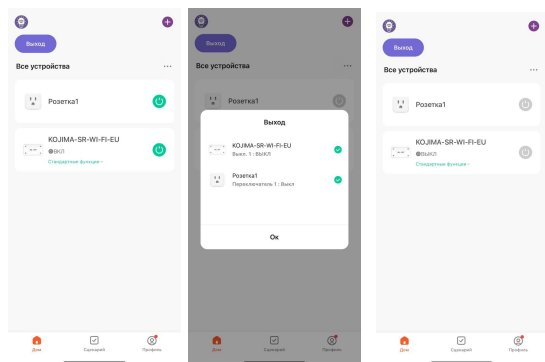 Выход
Все устройства
Розетка1
KOJIMA-SR-WI-FI-EU
ВКЛ
Стандартные функции
Дом
Сценарий
Профиль
Выход
Все устройства
Розетка1
Выход
KOJIMA-SR-WI-FI-EU
Выкл. 1 : ВЫКЛ
Розетка1
Переключатель 1 : Выкл
Ок
Дом
Сценарий
Профиль
Выход
Все устройства
Розетка1
KOJIMA-SR-WI-FI-EU
ВЫКЛ
Стандартные функции
Дом
Сценарий
Профиль